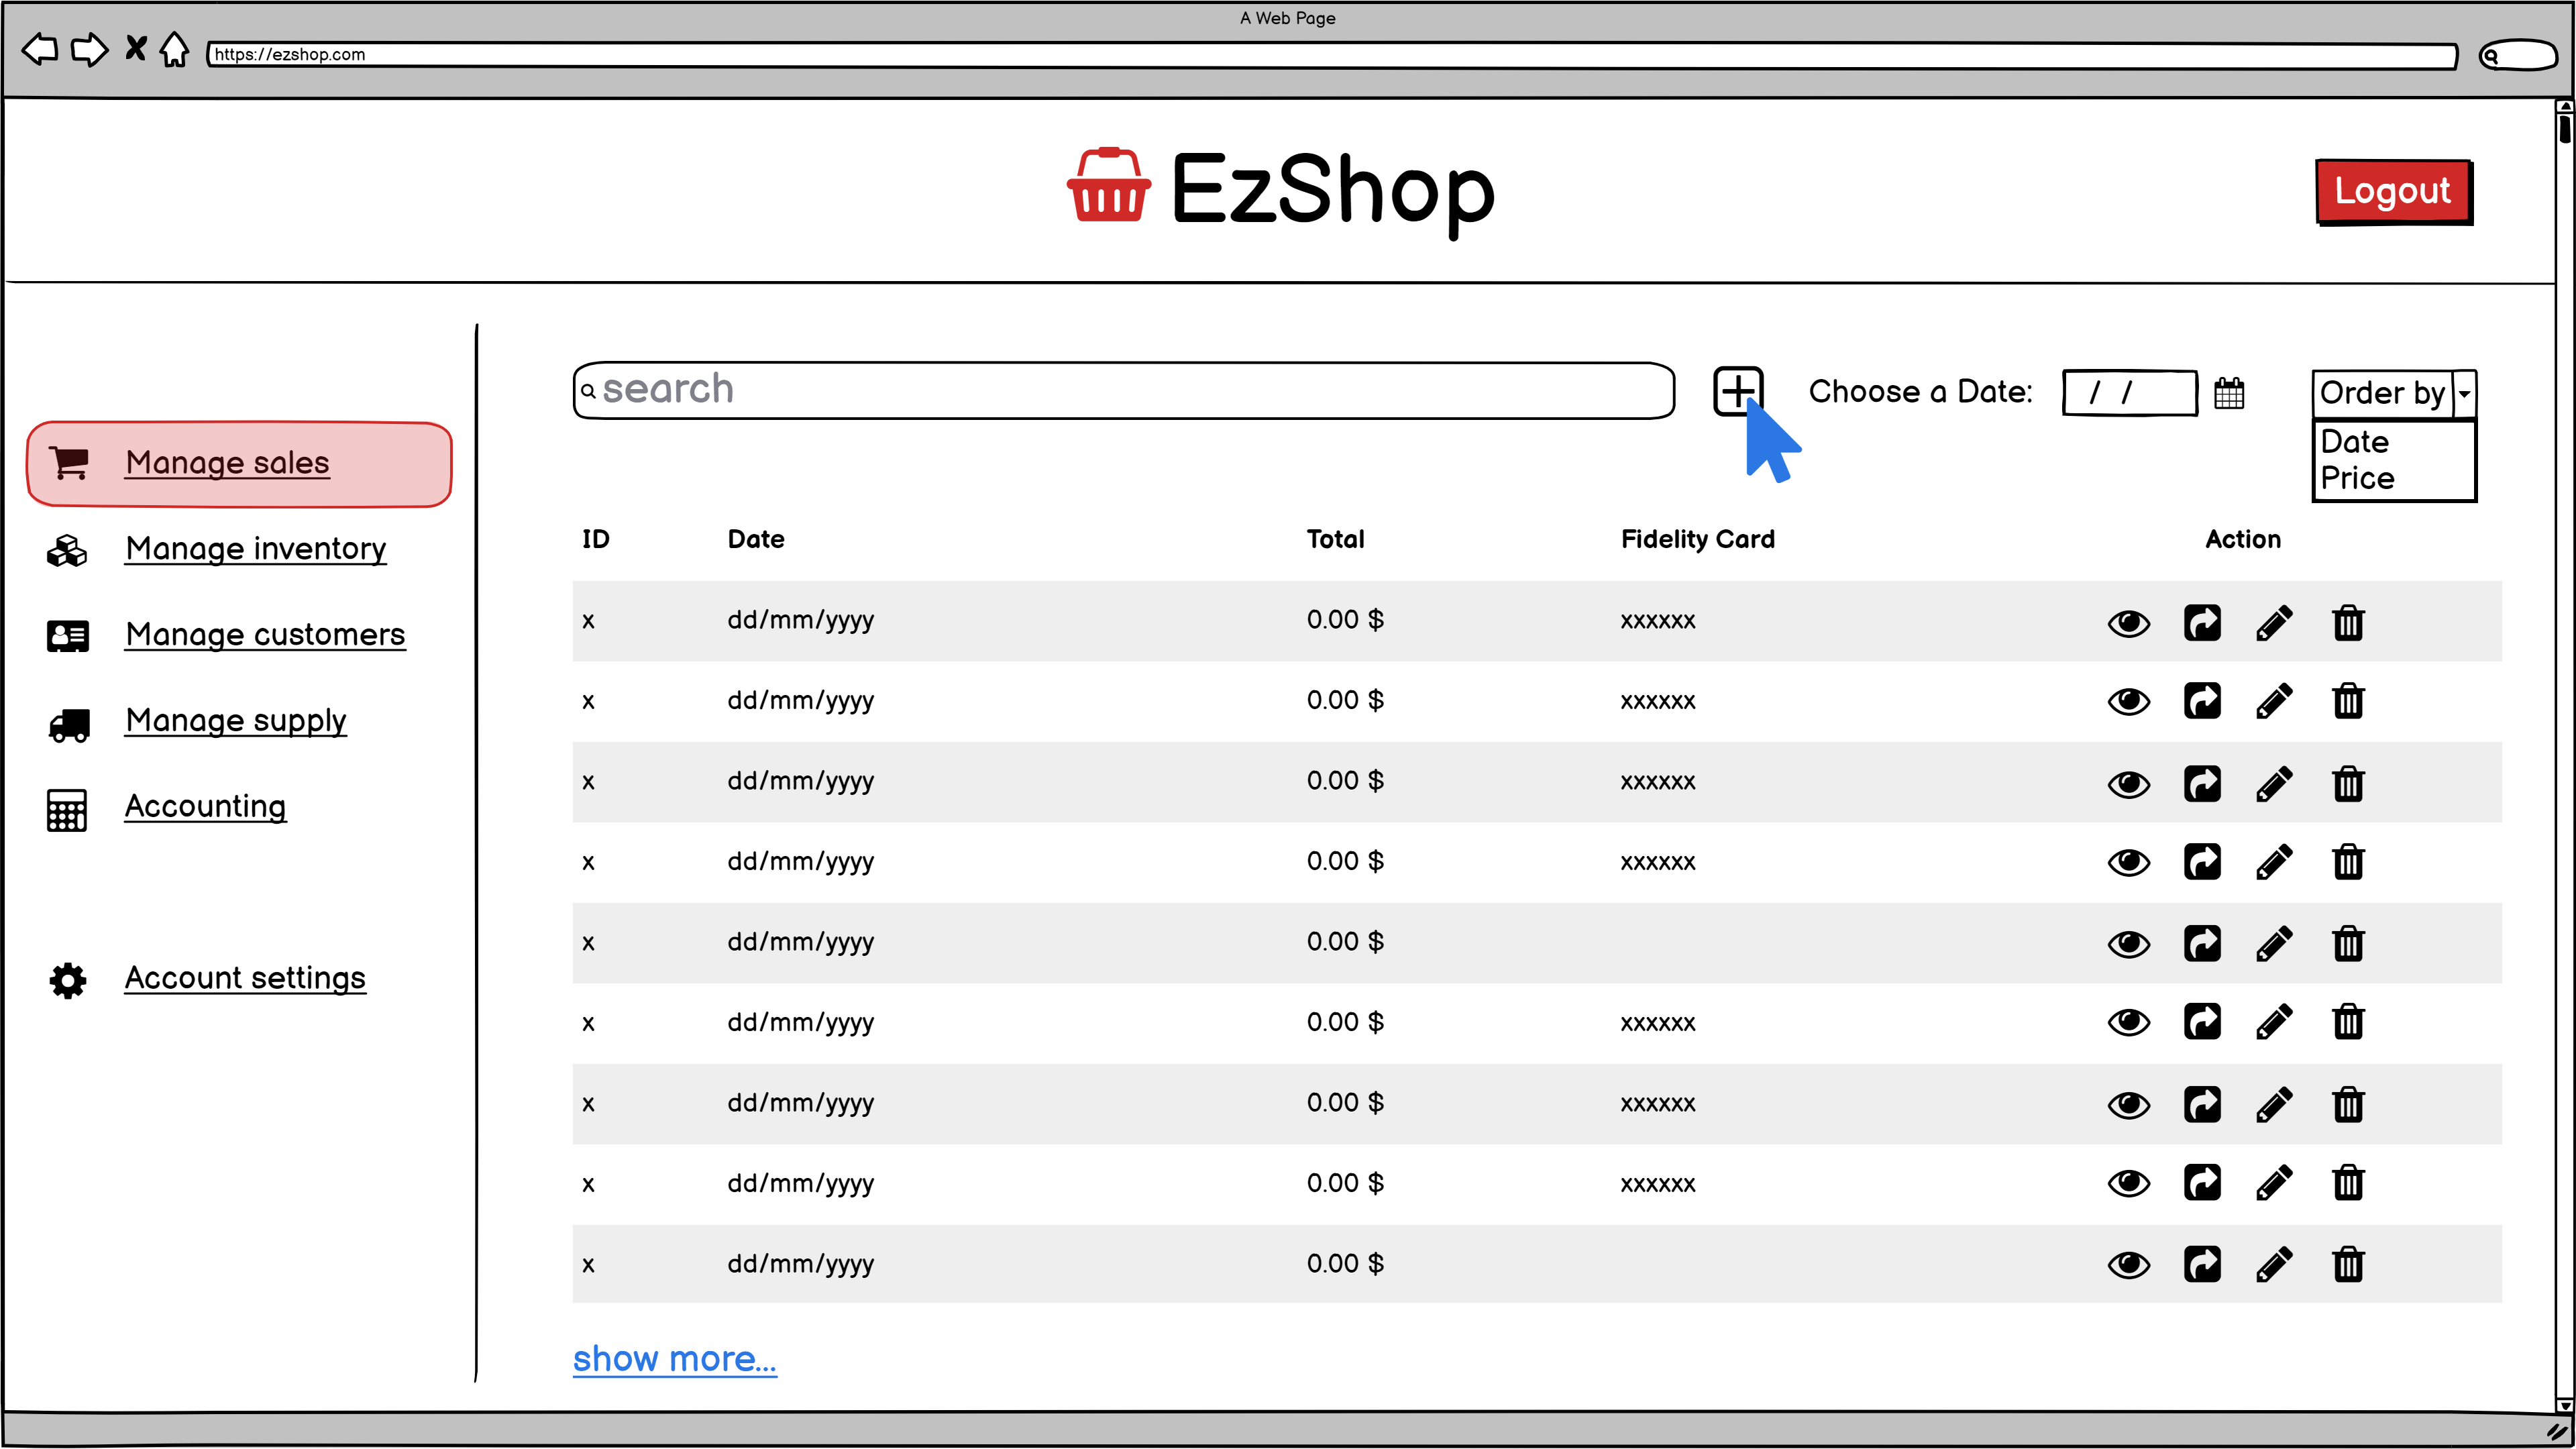 A Web Page
https://ezshop.com
EzShop
Logout
search
Choose a Date:
/ /
Order by
Date
Price
Manage sales
Manage inventory
Manage customers
Manage supply
Accounting
Account settings
ID Date Total Fidelity Card Action
x dd/mm/yyyy 0.00 $ xxxxxx
x dd/mm/yyyy 0.00 $ xxxxxx
x dd/mm/yyyy 0.00 $ xxxxxx
x dd/mm/yyyy 0.00 $ xxxxxx
x dd/mm/yyyy 0.00 $
x dd/mm/yyyy 0.00 $ xxxxxx
x dd/mm/yyyy 0.00 $ xxxxxx
x dd/mm/yyyy 0.00 $ xxxxxx
x dd/mm/yyyy 0.00 $
show more...